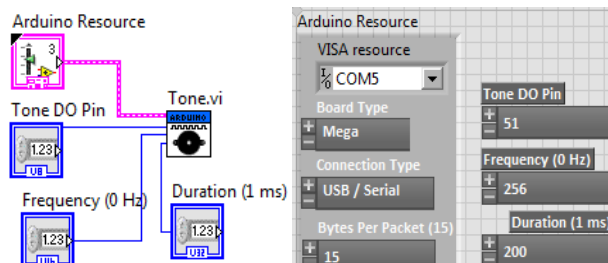 Arduino Resource
3
Tone.vi
ARDUINO
Tone DO Pin
1.23
U8
Frequency (0 Hz)
1.23
U16
Duration (1 ms)
1.23
U32
Arduino Resource
VISA resource
I/O COM5
Board Type
Mega
Connection Type
USB / Serial
Bytes Per Packet (15)
15
Tone DO Pin
51
Frequency (0 Hz)
256
Duration (1 ms)
200